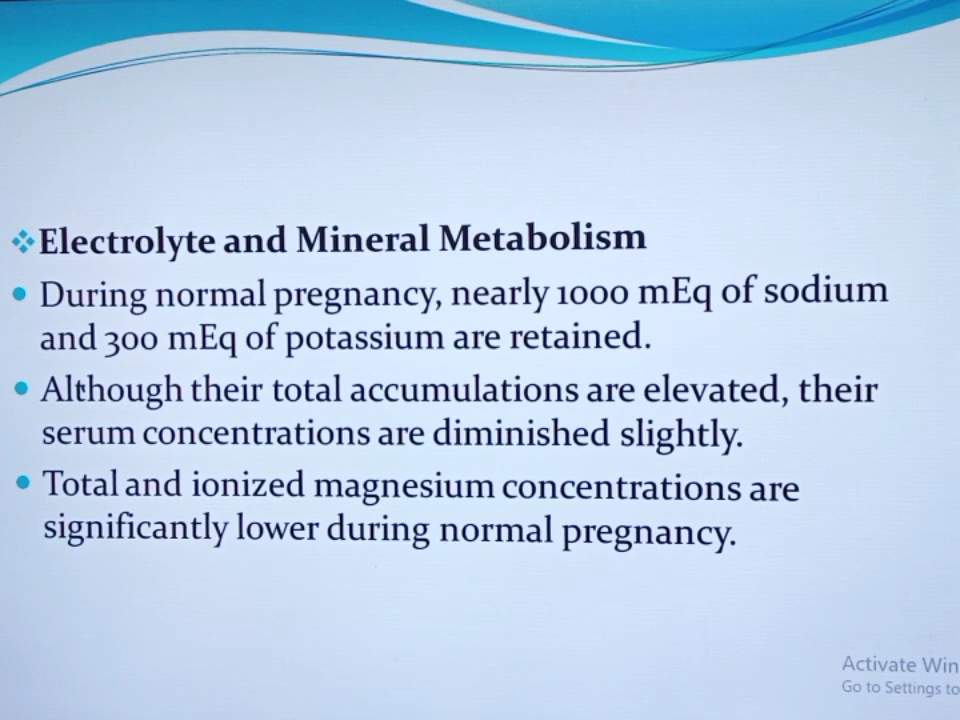 ❖Electrolyte and Mineral Metabolism
• During normal pregnancy, nearly 1000 mEq of sodium
and 300 mEq of potassium are retained.
• Although their total accumulations are elevated, their
serum concentrations are diminished slightly.
• Total and ionized magnesium concentrations are
significantly lower during normal pregnancy.
Activate Win
Go to Settings to